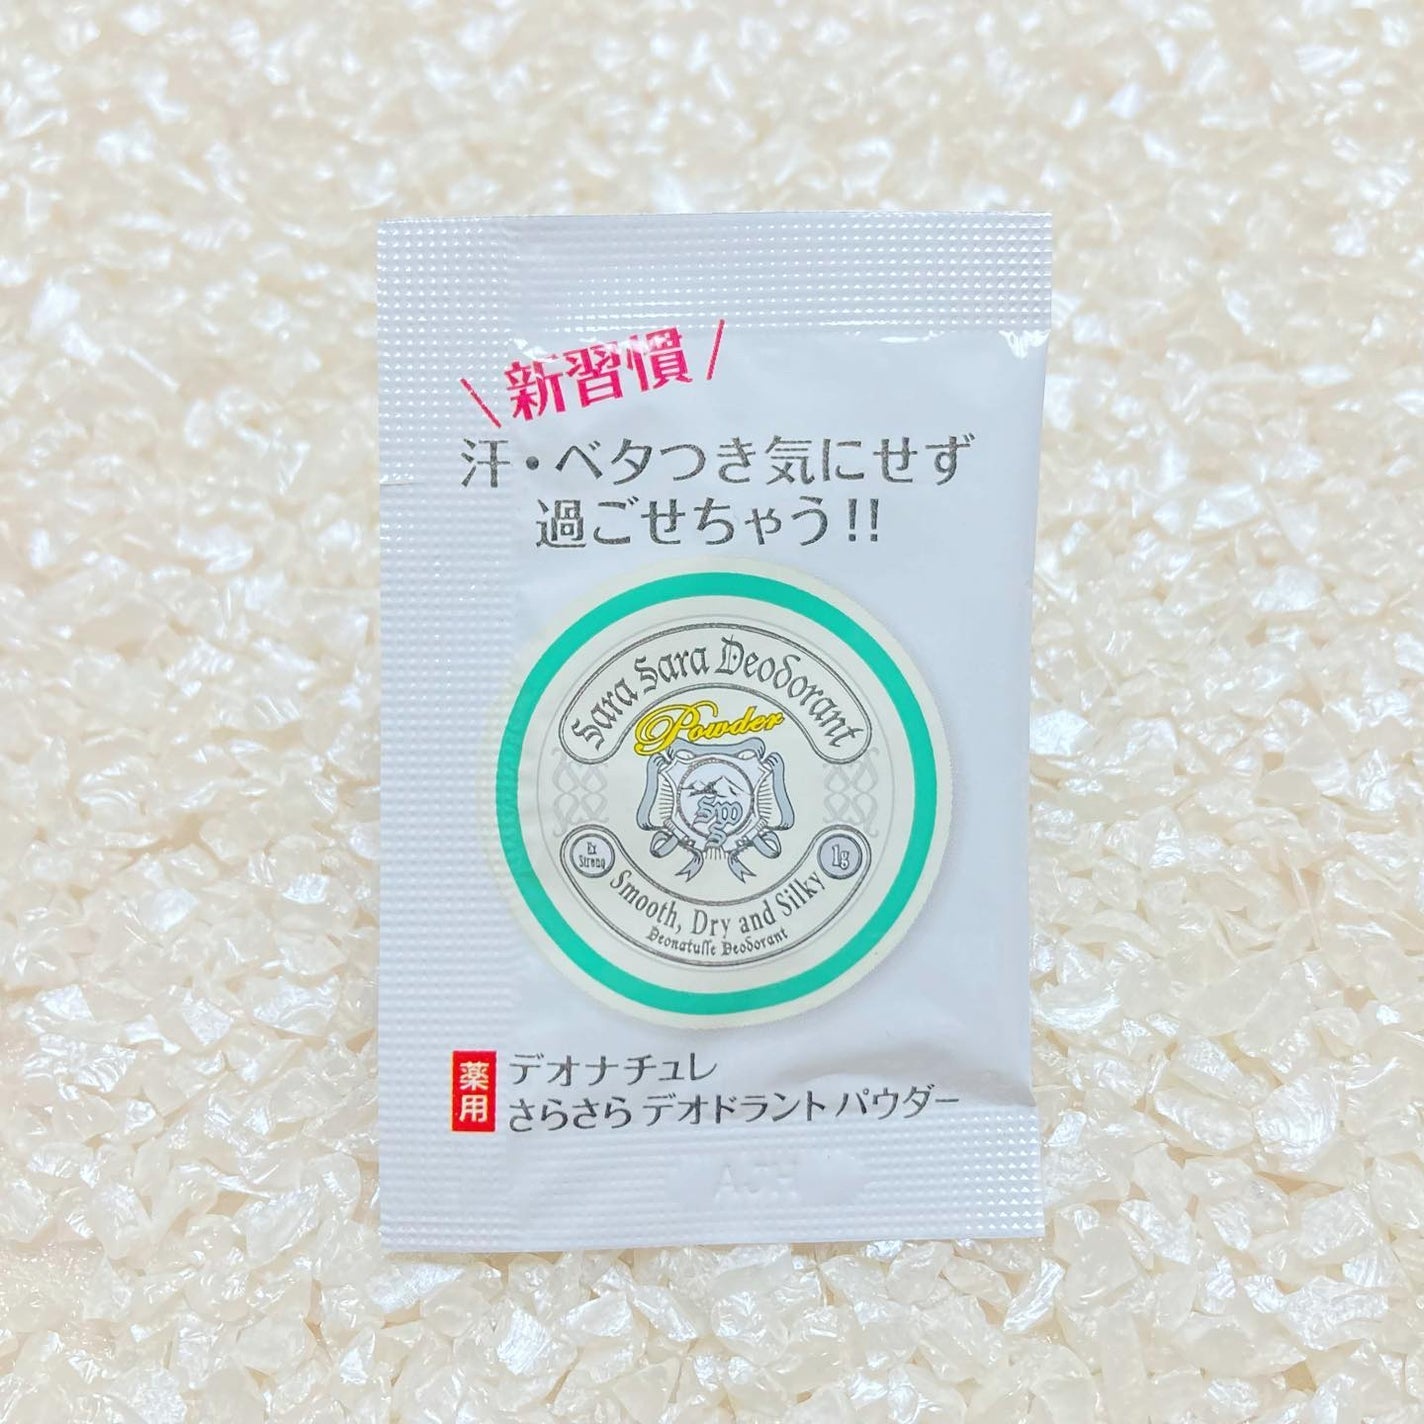 新習慣
汗・ベタつき気にせず
過ごせちゃう!!
Sara Sara Deodorant
Powder
SWS
Ex
Strong
1g
Smooth, Dry and Silky
Deonatulle Deodorant
薬用
デオナチュレ
さらさら デオドラント パウダー